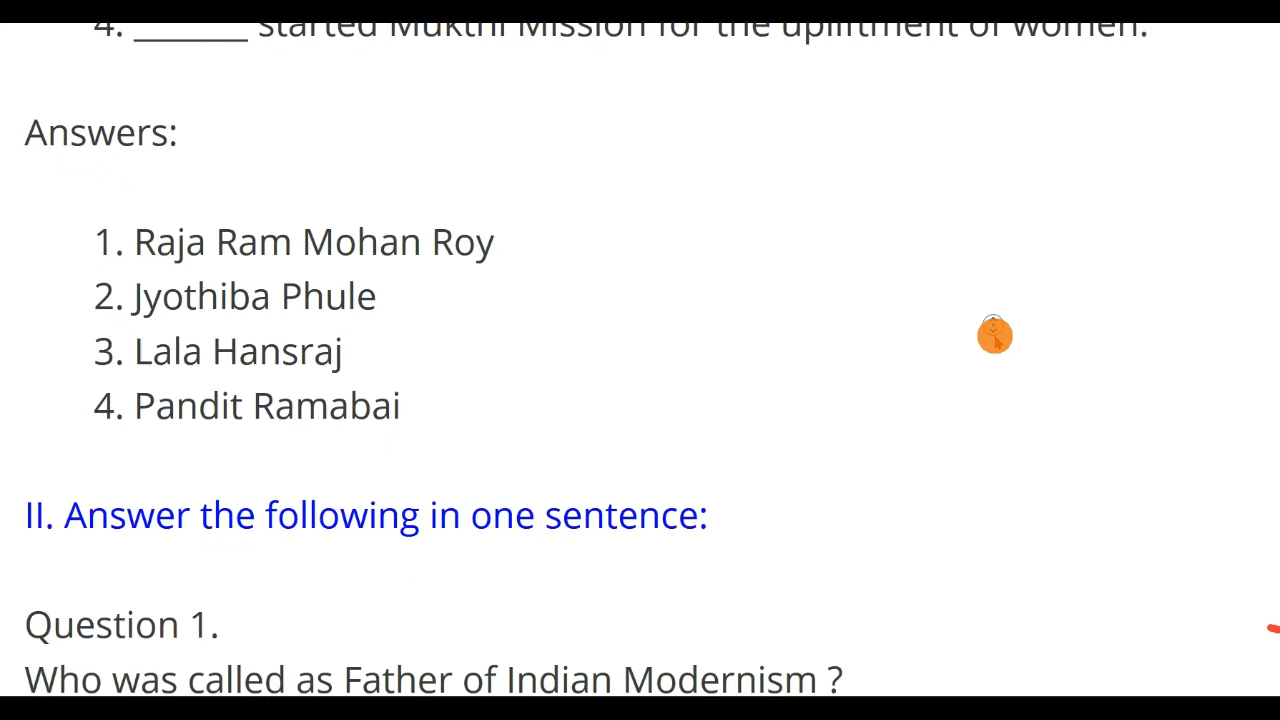 4. ______ started Mukthi Mission for the upliftment of women.
Answers:
1. Raja Ram Mohan Roy
2. Jyothiba Phule
3. Lala Hansraj
4. Pandit Ramabai
II. Answer the following in one sentence:
Question 1.
Who was called as Father of Indian Modernism ?